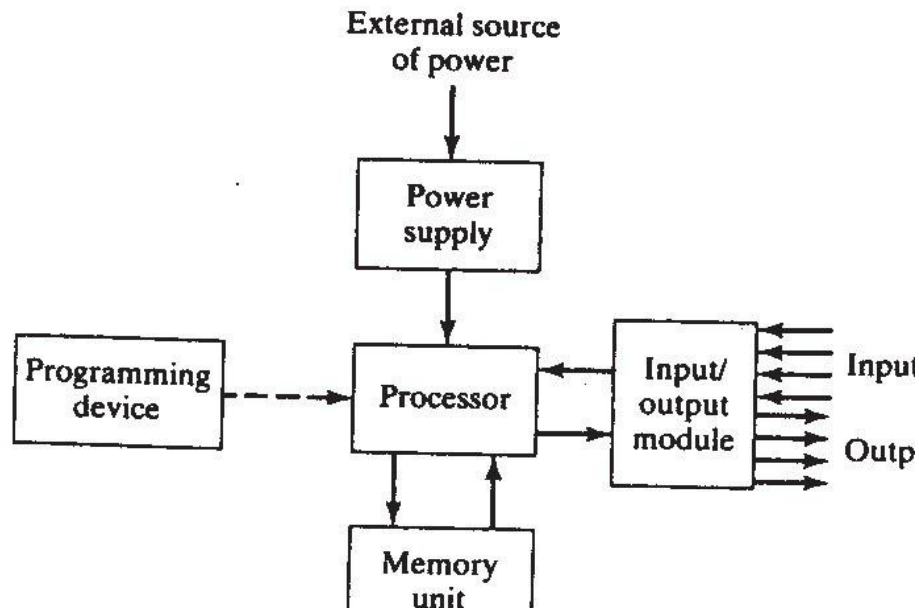 External source
of power
Power
supply
Programming
device
Processor
Input/
output
module
Input
Outp
Memory
unit